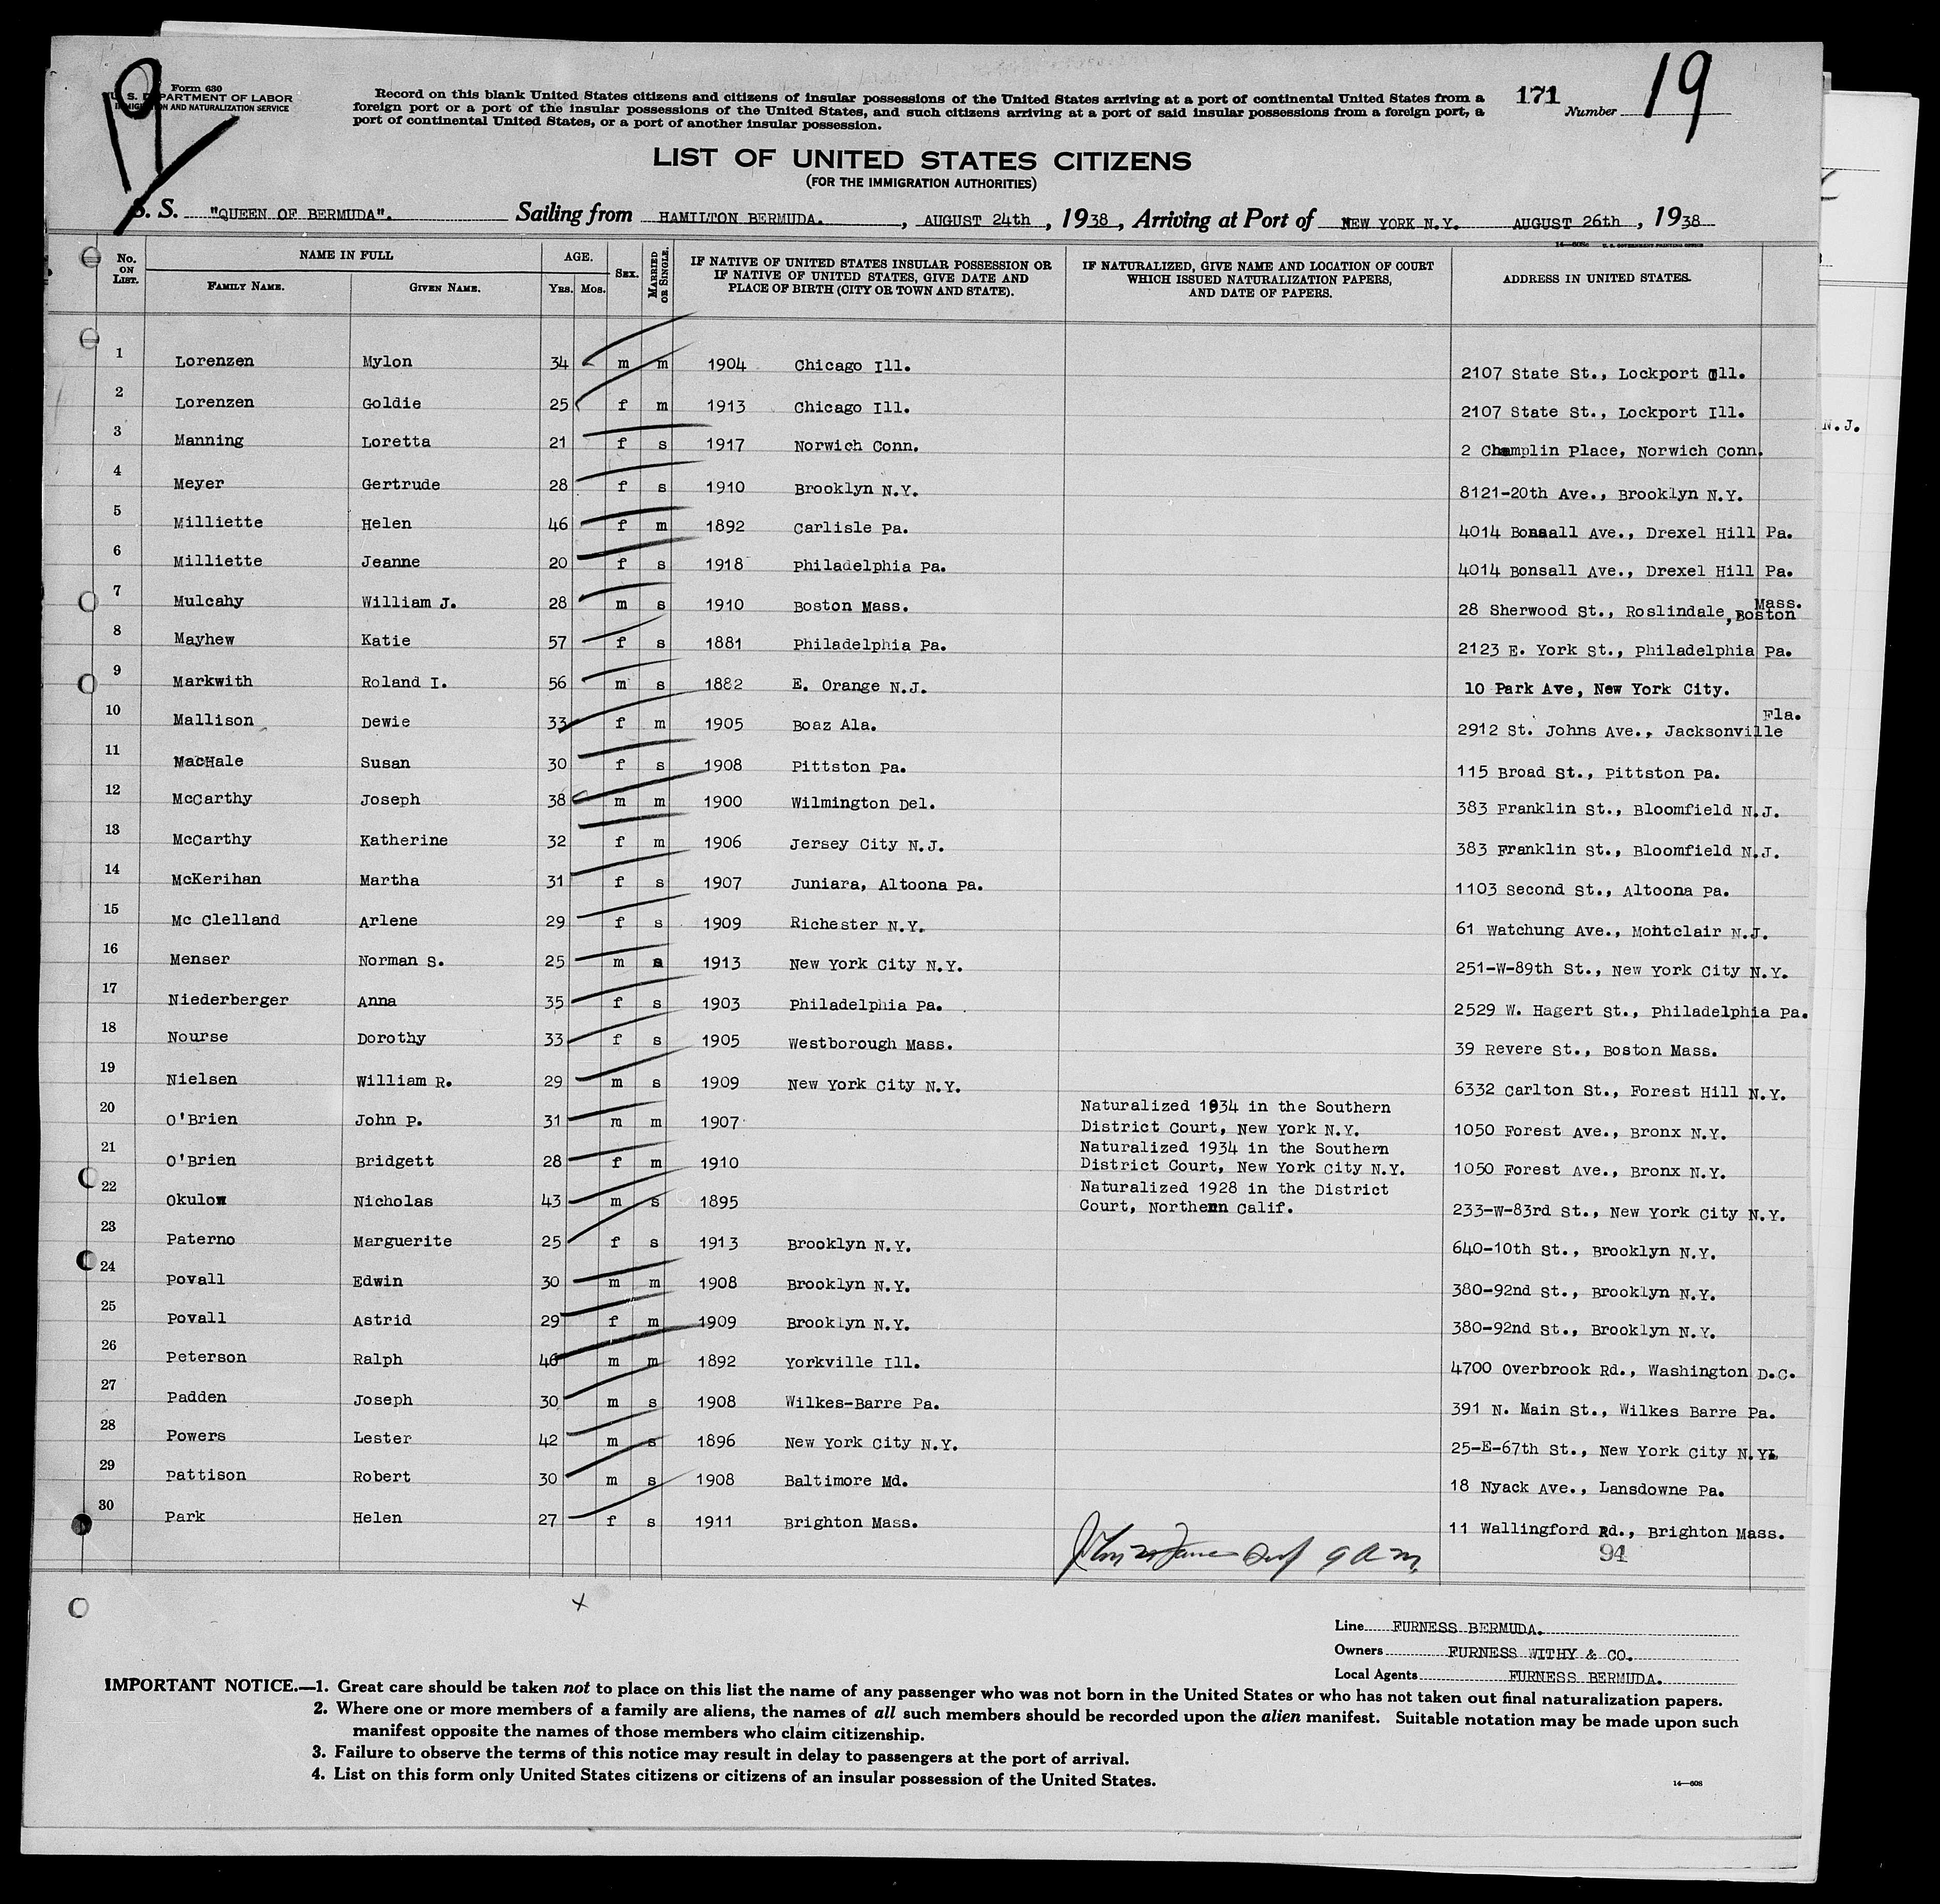 19
Form 630
U. S. DEPARTMENT OF LABOR
IMMIGRATION AND NATURALIZATION SERVICE
Record on this blank United States citizens and citizens of insular possessions of the United States arriving at a port of continental United States from a
foreign port or a port of the insular possessions of the United States, and such citizens arriving at a port of said insular possessions from a foreign port, a
port of continental United States, or a port of another insular possession.
171
Number 19
LIST OF UNITED STATES CITIZENS
(FOR THE IMMIGRATION AUTHORITIES)
S. S. "QUEEN OF BERMUDA". Sailing from HAMILTON BERMUDA. , AUGUST 24th , 1938, Arriving at Port of NEW YORK N.Y. AUGUST 26th , 1938
14—608c U. S. GOVERNMENT PRINTING OFFICE
No. ON LIST. NAME IN FULL FAMILY NAME. GIVEN NAME. AGE. YRS. MOS. SEX. MARRIED OR SINGLE. IF NATIVE OF UNITED STATES INSULAR POSSESSION OR IF NATIVE OF UNITED STATES, GIVE DATE AND PLACE OF BIRTH (CITY OR TOWN AND STATE). IF NATURALIZED, GIVE NAME AND LOCATION OF COURT WHICH ISSUED NATURALIZATION PAPERS, AND DATE OF PAPERS. ADDRESS IN UNITED STATES.
1 Lorenzen Mylon 34 m m 1904 Chicago Ill. 2107 State St., Lockport Ill.
2 Lorenzen Goldie 25 f m 1913 Chicago Ill. 2107 State St., Lockport Ill.
3 Manning Loretta 21 f s 1917 Norwich Conn. 2 Champlin Place, Norwich Conn.
N.J.
4 Meyer Gertrude 28 f s 1910 Brooklyn N.Y. 8121-20th Ave., Brooklyn N.Y.
5 Milliette Helen 46 f m 1892 Carlisle Pa. 4014 Bonsall Ave., Drexel Hill Pa.
6 Milliette Jeanne 20 f s 1918 Philadelphia Pa. 4014 Bonsall Ave., Drexel Hill Pa.
7 Mulcahy William J. 28 m s 1910 Boston Mass. 28 Sherwood St., Roslindale, Boston Mass.
8 Mayhew Katie 57 f s 1881 Philadelphia Pa. 2123 E. York St., Philadelphia Pa.
9 Markwith Roland I. 56 m s 1882 E. Orange N.J. 10 Park Ave, New York City.
10 Mallison Dewie 33 f m 1905 Boaz Ala. 2912 St. Johns Ave., Jacksonville Fla.
11 MacHale Susan 30 f s 1908 Pittston Pa. 115 Broad St., Pittston Pa.
12 McCarthy Joseph 38 m m 1900 Wilmington Del. 383 Franklin St., Bloomfield N.J.
13 McCarthy Katherine 32 f m 1906 Jersey City N.J. 383 Franklin St., Bloomfield N.J.
14 McKerihan Martha 31 f s 1907 Juniara, Altoona Pa. 1103 Second St., Altoona Pa.
15 Mc Clelland Arlene 29 f s 1909 Richester N.Y. 61 Watchung Ave., Montclair N.J.
16 Menser Norman S. 25 m s 1913 New York City N.Y. 251-W-89th St., New York City N.Y.
17 Niederberger Anna 35 f s 1903 Philadelphia Pa. 2529 W. Hagert St., Philadelphia Pa.
18 Nourse Dorothy 33 f s 1905 Westborough Mass. 39 Revere St., Boston Mass.
19 Nielsen William R. 29 m s 1909 New York City N.Y. 6332 Carlton St., Forest Hill N.Y.
20 O'Brien John P. 31 m m 1907 Naturalized 1934 in the Southern District Court, New York N.Y. 1050 Forest Ave., Bronx N.Y.
21 O'Brien Bridgett 28 f m 1910 Naturalized 1934 in the Southern District Court, New York City N.Y. 1050 Forest Ave., Bronx N.Y.
22 Okulow Nicholas 43 m s 1895 Naturalized 1928 in the District Court, Northern Calif. 233-W-83rd St., New York City N.Y.
23 Paterno Marguerite 25 f s 1913 Brooklyn N.Y. 640-10th St., Brooklyn N.Y.
24 Povall Edwin 30 m m 1908 Brooklyn N.Y. 380-92nd St., Brooklyn N.Y.
25 Povall Astrid 29 f m 1909 Brooklyn N.Y. 380-92nd St., Brooklyn N.Y.
26 Peterson Ralph 46 m m 1892 Yorkville Ill. 4700 Overbrook Rd., Washington D.C.
27 Padden Joseph 30 m s 1908 Wilkes-Barre Pa. 391 N. Main St., Wilkes Barre Pa.
28 Powers Lester 42 m s 1896 New York City N.Y. 25-E-67th St., New York City N.Y.
29 Pattison Robert 30 m s 1908 Baltimore Md. 18 Nyack Ave., Lansdowne Pa.
30 Park Helen 27 f s 1911 Brighton Mass. 11 Wallingford Rd., Brighton Mass.
94
x
Line FURNESS BERMUDA.
Owners FURNESS WITHY & CO.
Local Agents FURNESS BERMUDA.
IMPORTANT NOTICE.—1. Great care should be taken not to place on this list the name of any passenger who was not born in the United States or who has not taken out final naturalization papers.
2. Where one or more members of a family are aliens, the names of all such members should be recorded upon the alien manifest. Suitable notation may be made upon such
manifest opposite the names of those members who claim citizenship.
3. Failure to observe the terms of this notice may result in delay to passengers at the port of arrival.
4. List on this form only United States citizens or citizens of an insular possession of the United States.
14—608